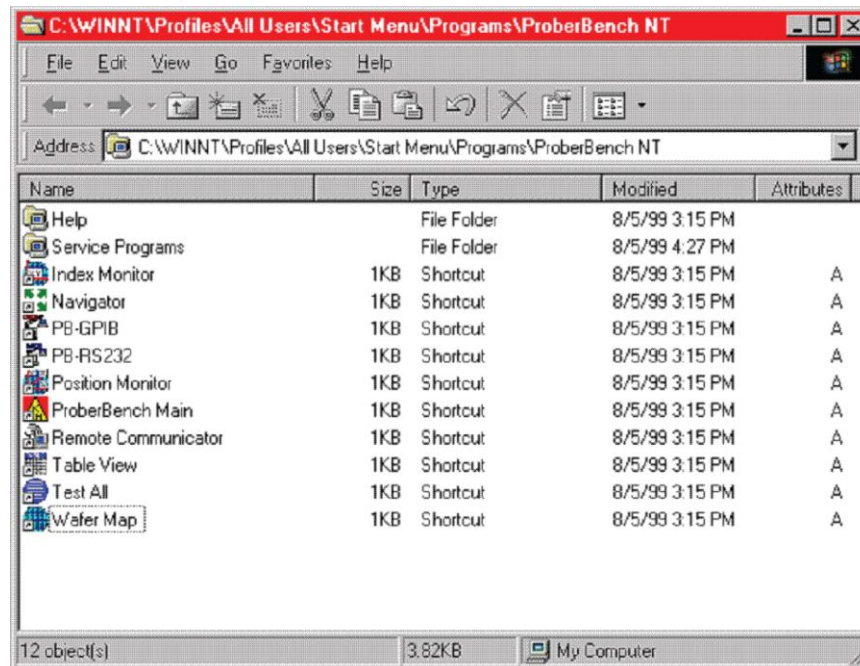 C:\WINNT\Profiles\All Users\Start Menu\Programs\ProberBench NT
File Edit View Go Favorites Help
Address C:\WINNT\Profiles\All Users\Start Menu\Programs\ProberBench NT
Name Size Type Modified Attributes
Help File Folder 8/5/99 3:15 PM
Service Programs File Folder 8/5/99 4:27 PM
Index Monitor 1KB Shortcut 8/5/99 3:15 PM A
Navigator 1KB Shortcut 8/5/99 3:15 PM A
PB-GPIB 1KB Shortcut 8/5/99 3:15 PM A
PB-RS232 1KB Shortcut 8/5/99 3:15 PM A
Position Monitor 1KB Shortcut 8/5/99 3:15 PM A
ProberBench Main 1KB Shortcut 8/5/99 3:15 PM A
Remote Communicator 1KB Shortcut 8/5/99 3:15 PM A
Table View 1KB Shortcut 8/5/99 3:15 PM A
Test All 1KB Shortcut 8/5/99 3:15 PM A
Wafer Map 1KB Shortcut 8/5/99 3:15 PM A
12 object(s) 3.82KB My Computer